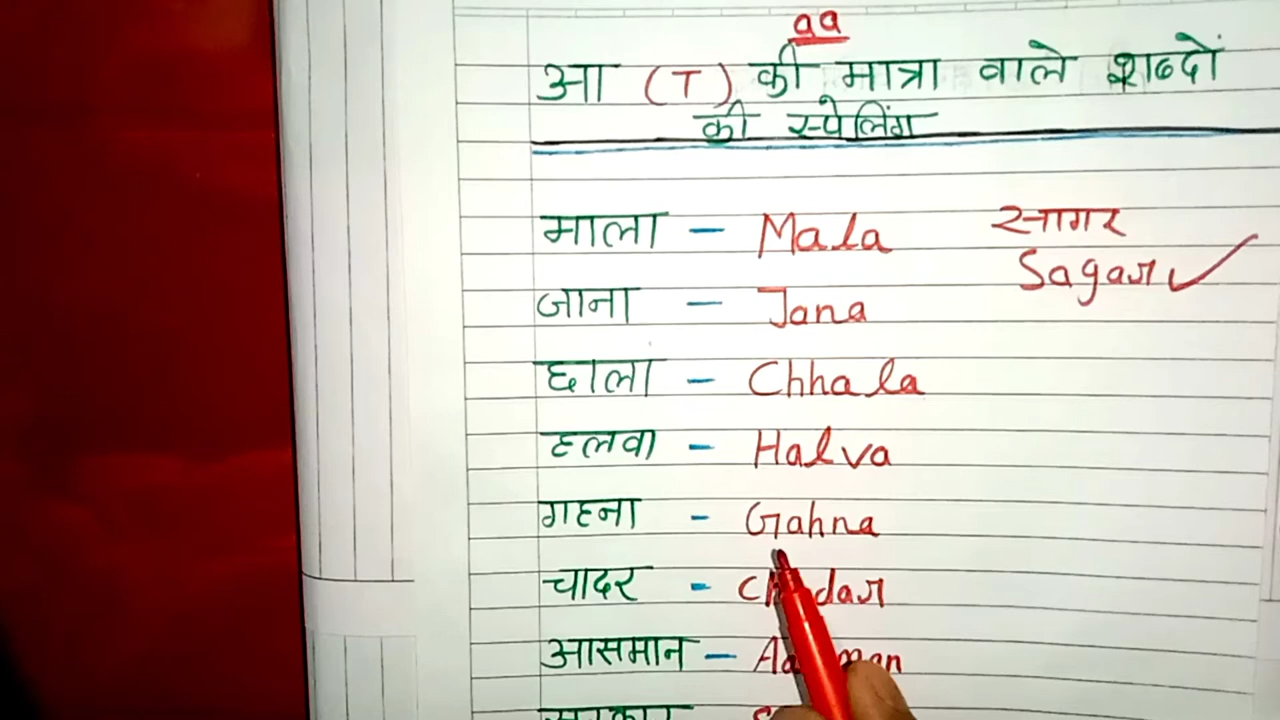 aa
आ (ा) की मात्रा वाले शब्दों
की स्पेलिंग
माला - Mala
सागर
Sagar ✓
जाना - Jana
छाला - Chhala
हलवा - Halva
गहना - Gahna
चादर -
आसमान -